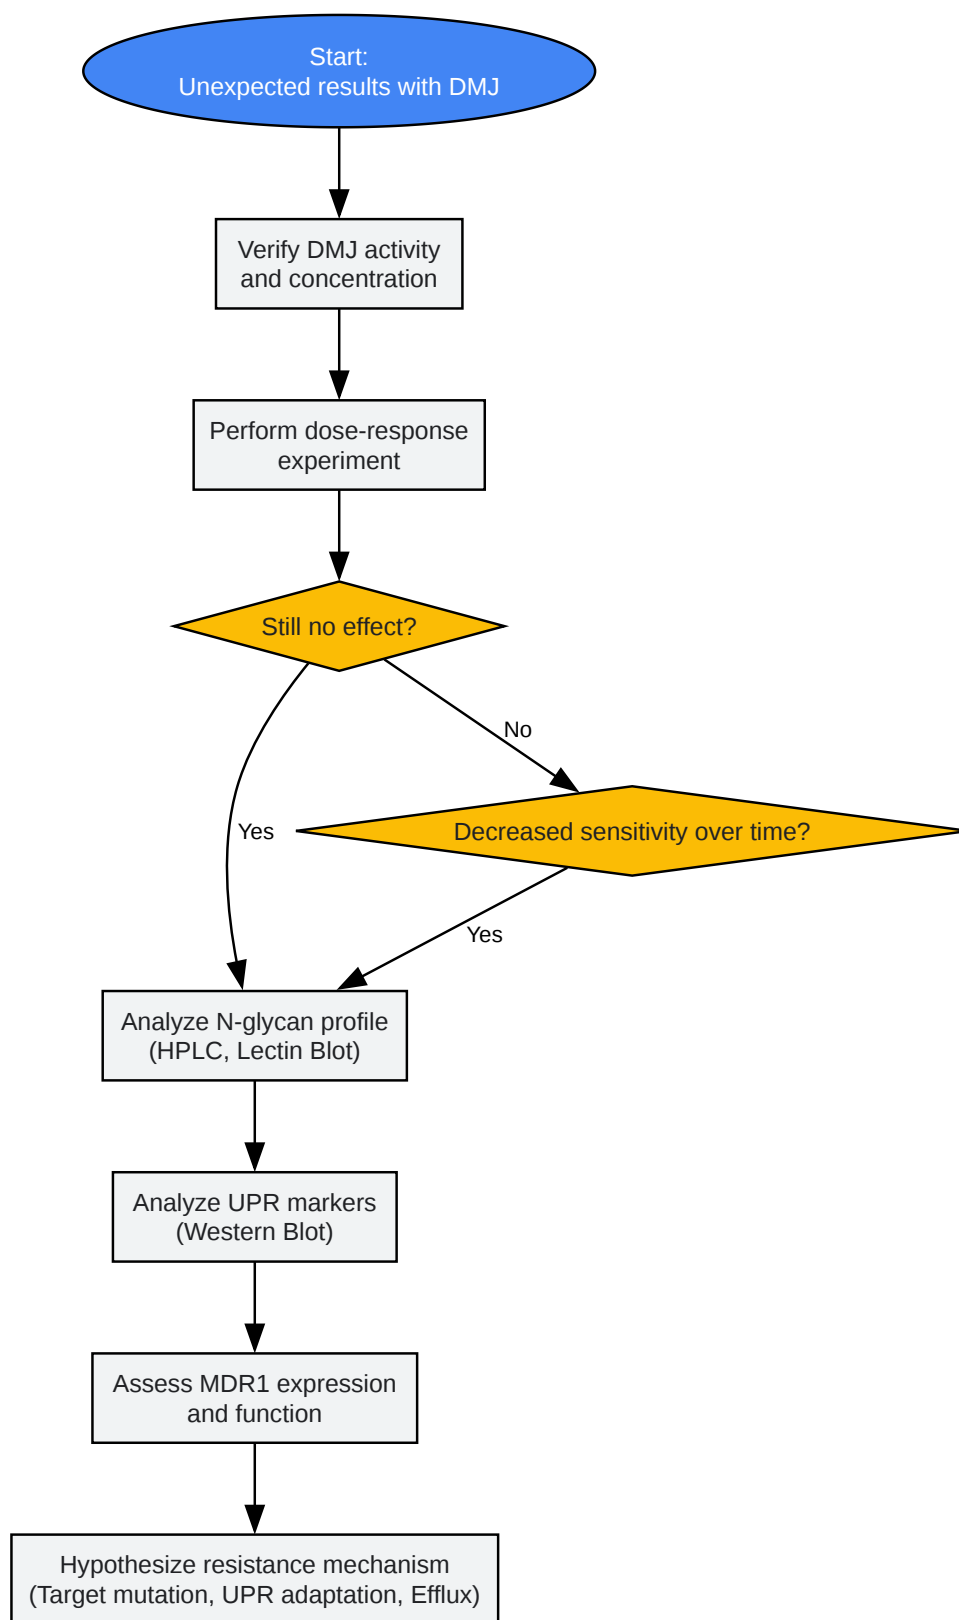 Start:
Unexpected results with DMJ
Verify DMJ activity
and concentration
Perform dose-response
experiment
Still no effect?
No
Yes
Decreased sensitivity over time?
Yes
Analyze N-glycan profile
(HPLC, Lectin Blot)
Analyze UPR markers
(Western Blot)
Assess MDR1 expression
and function
Hypothesize resistance mechanism
(Target mutation, UPR adaptation, Efflux)